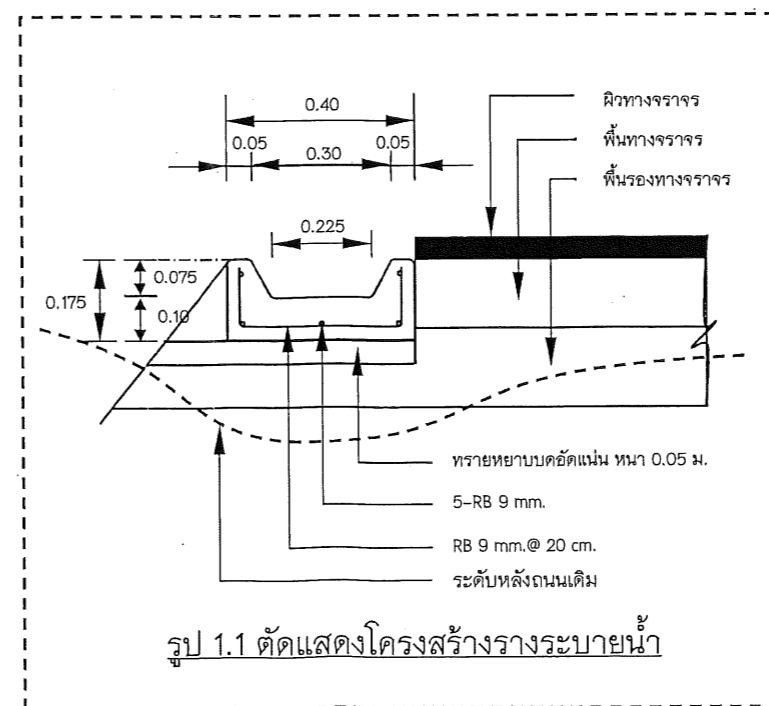 0.40
0.05 0.30 0.05
0.225
0.075
0.175
0.10
ผิวทางจราจร
พื้นทางจราจร
พื้นรองทางจราจร
ทรายหยาบบดอัดแน่น หนา 0.05 ม.
5-RB 9 mm.
RB 9 mm.@ 20 cm.
ระดับหลังถนนเดิม
รูป 1.1 ตัดแสดงโครงสร้างรางระบายน้ำ